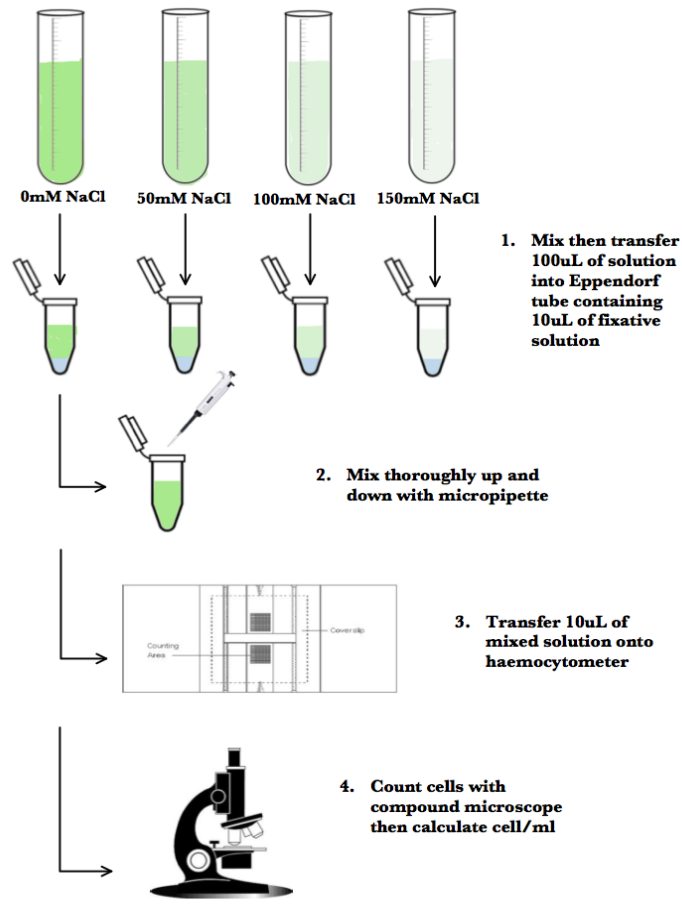 0mM NaCl
50mM NaCl
100mM NaCl
150mM NaCl
1. Mix then transfer
100uL of solution
into Eppendorf
tube containing
10uL of fixative
solution
2. Mix thoroughly up and
down with micropipette
Coverslip
Counting
Area
3. Transfer 10uL of
mixed solution onto
haemocytometer
4. Count cells with
compound microscope
then calculate cell/ml